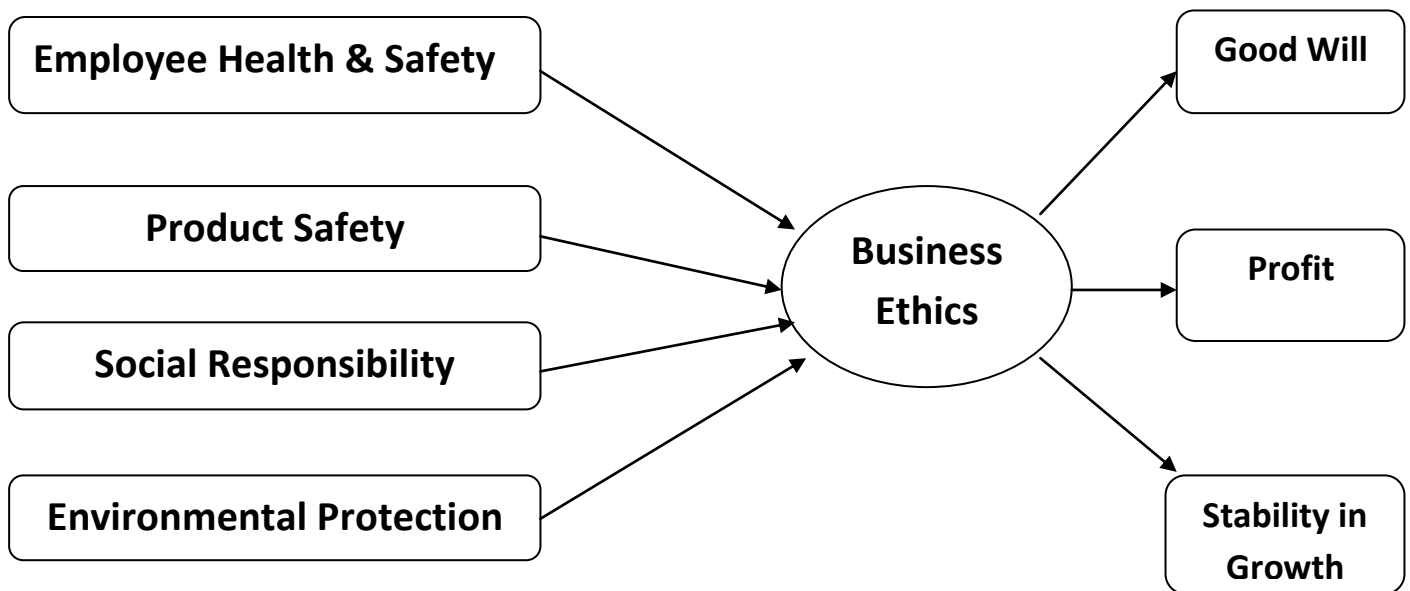 Employee Health & Safety
Product Safety
Social Responsibility
Environmental Protection
Business
Ethics
Good Will
Profit
Stability in
Growth